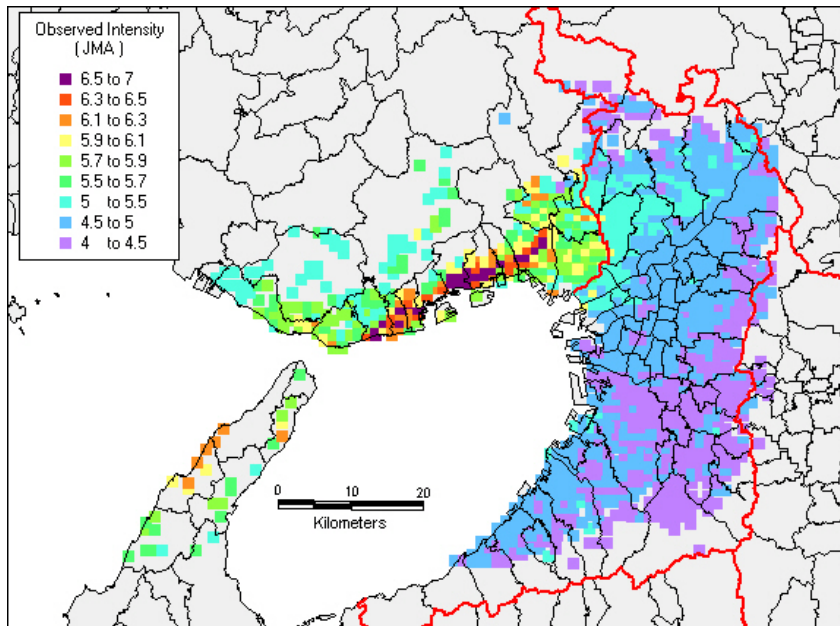 Observed Intensity
( JMA )
6.5 to 7
6.3 to 6.5
6.1 to 6.3
5.9 to 6.1
5.7 to 5.9
5.5 to 5.7
5 to 5.5
4.5 to 5
4 to 4.5
0 10 20
Kilometers